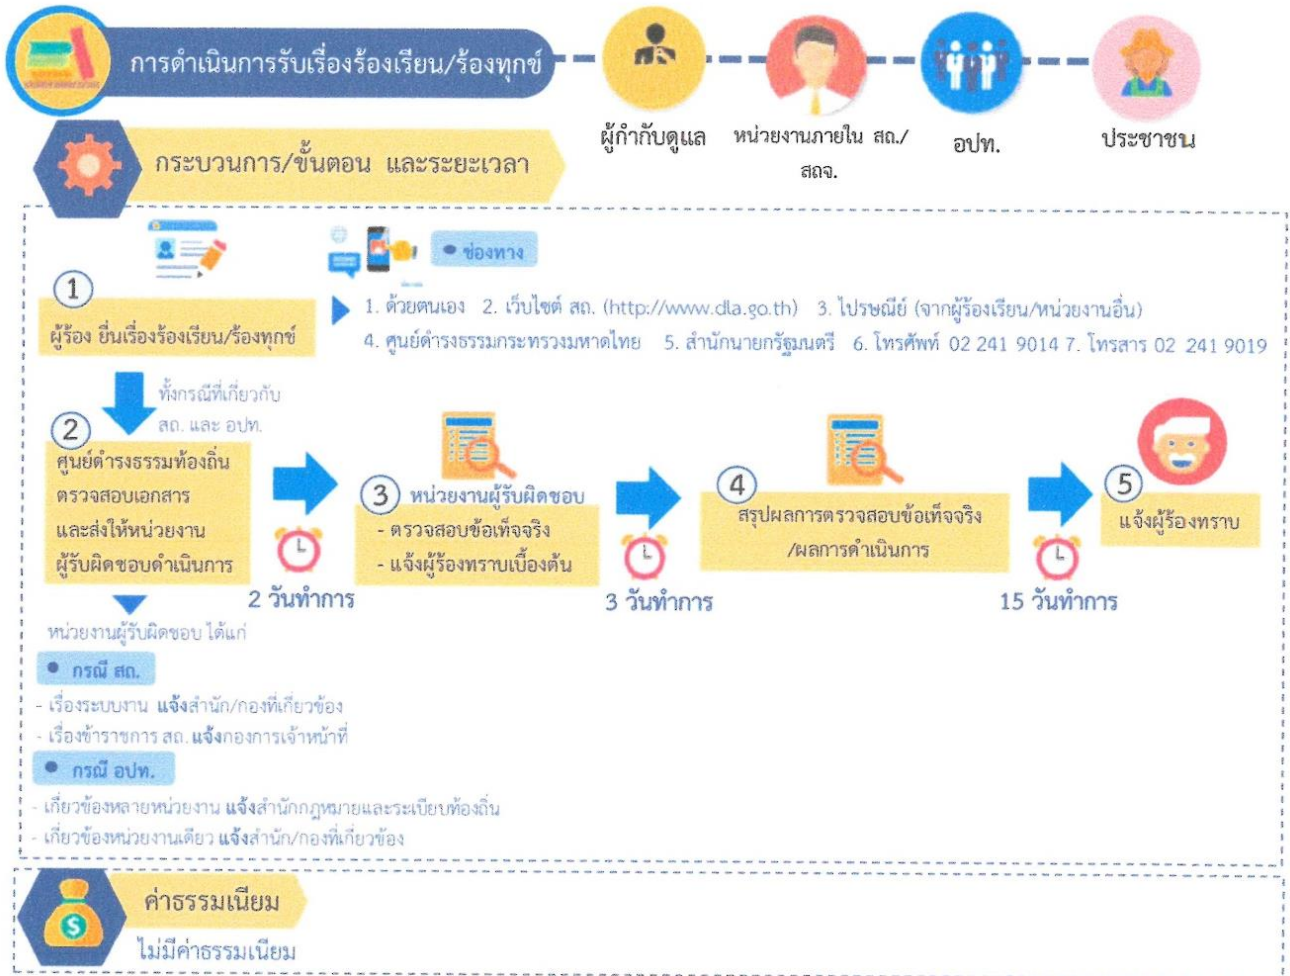 การดำเนินการรับเรื่องร้องเรียน/ร้องทุกข์
ผู้กำกับดูแล
หน่วยงานภายใน สถ./
สถจ.
อปท.
ประชาชน
กระบวนการ/ขั้นตอน และระยะเวลา
ช่องทาง
1
ผู้ร้อง ยื่นเรื่องร้องเรียน/ร้องทุกข์
1. ด้วยตนเอง 2. เว็บไซต์ สถ. (http://www.dla.go.th) 3. ไปรษณีย์ (จากผู้ร้องเรียน/หน่วยงานอื่น)
4. ศูนย์ดำรงธรรมกระทรวงมหาดไทย 5. สำนักนายกรัฐมนตรี 6. โทรศัพท์ 02 241 9014 7. โทรสาร 02 241 9019
ทั้งกรณีที่เกี่ยวกับ
สถ. และ อปท.
2
ศูนย์ดำรงธรรมท้องถิ่น
ตรวจสอบเอกสาร
และส่งให้หน่วยงาน
ผู้รับผิดชอบดำเนินการ
2 วันทำการ
3 หน่วยงานผู้รับผิดชอบ
- ตรวจสอบข้อเท็จจริง
- แจ้งผู้ร้องทราบเบื้องต้น
3 วันทำการ
4
สรุปผลการตรวจสอบข้อเท็จจริง
/ผลการดำเนินการ
15 วันทำการ
5
แจ้งผู้ร้องทราบ
หน่วยงานผู้รับผิดชอบ ได้แก่
กรณี สถ.
- เรื่องระบบงาน แจ้งสำนัก/กองที่เกี่ยวข้อง
- เรื่องข้าราชการ สถ. แจ้งกองการเจ้าหน้าที่
กรณี อปท.
- เกี่ยวข้องหลายหน่วยงาน แจ้งสำนักกฎหมายและระเบียบท้องถิ่น
- เกี่ยวข้องหน่วยงานเดียว แจ้งสำนัก/กองที่เกี่ยวข้อง
ค่าธรรมเนียม
ไม่มีค่าธรรมเนียม